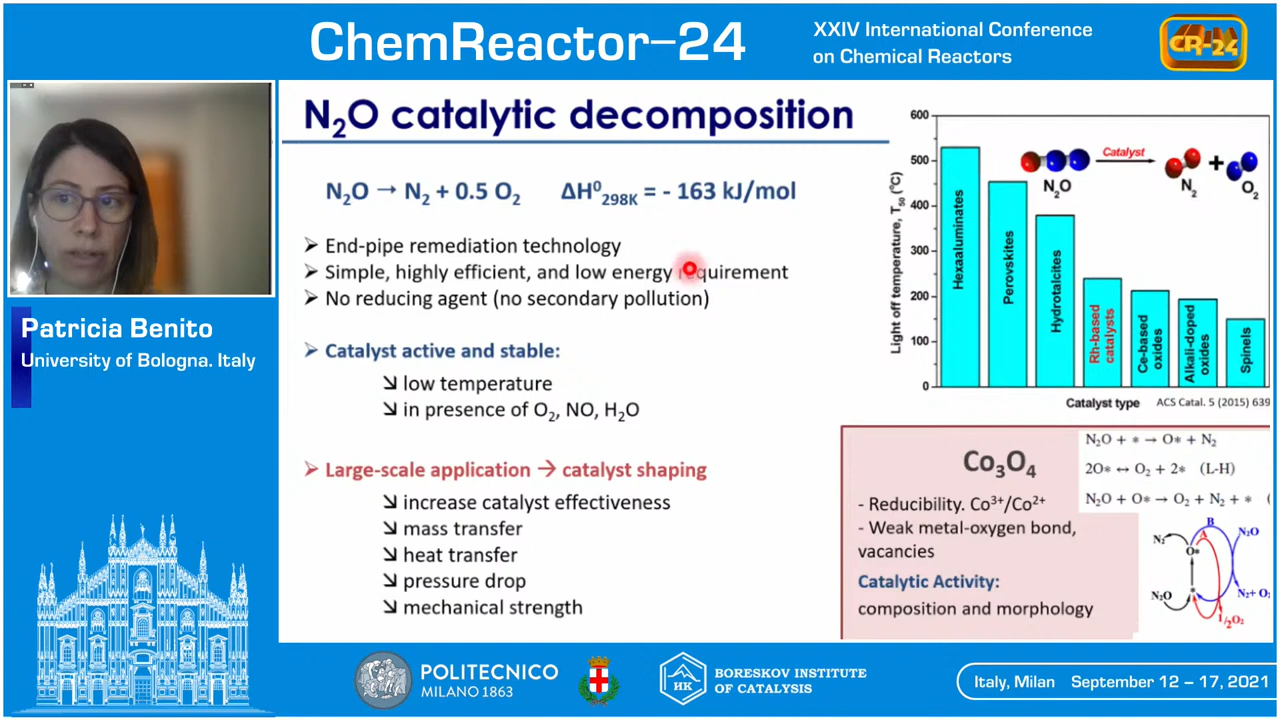 ChemReactor-24
XXIV International Conference
on Chemical Reactors
CR-24
Patricia Benito
University of Bologna. Italy
N₂O catalytic decomposition
N₂O → N₂ + 0.5 O₂ ΔH⁰₂₉₈K = - 163 kJ/mol
➢ End-pipe remediation technology
➢ Simple, highly efficient, and low energy requirement
➢ No reducing agent (no secondary pollution)
➢ Catalyst active and stable:
↘ low temperature
↘ in presence of O₂, NO, H₂O
➢ Large-scale application → catalyst shaping
↘ increase catalyst effectiveness
↘ mass transfer
↘ heat transfer
↘ pressure drop
↘ mechanical strength
Light off temperature, T₅₀ (°C)
600
500
400
300
200
100
0
Catalyst
N₂O
N₂
+
O₂
Hexaaluminates
Perovskites
Hydrotalcites
Rh-based catalysts
Ce-based oxides
Alkali-doped oxides
Spinels
Catalyst type
ACS Catal. 5 (2015) 639
Co₃O₄
N₂O + * → O* + N₂
2O* ↔ O₂ + 2* (L-H)
N₂O + O* → O₂ + N₂ + * (
- Reducibility. Co³⁺/Co²⁺
- Weak metal-oxygen bond,
vacancies
Catalytic Activity:
composition and morphology
B
A
N₂
N₂O
O*
*
N₂O
N₂+ O₂
1/2O₂
POLITECNICO
MILANO 1863
HK
BORESKOV INSTITUTE
OF CATALYSIS
Italy, Milan September 12 – 17, 2021